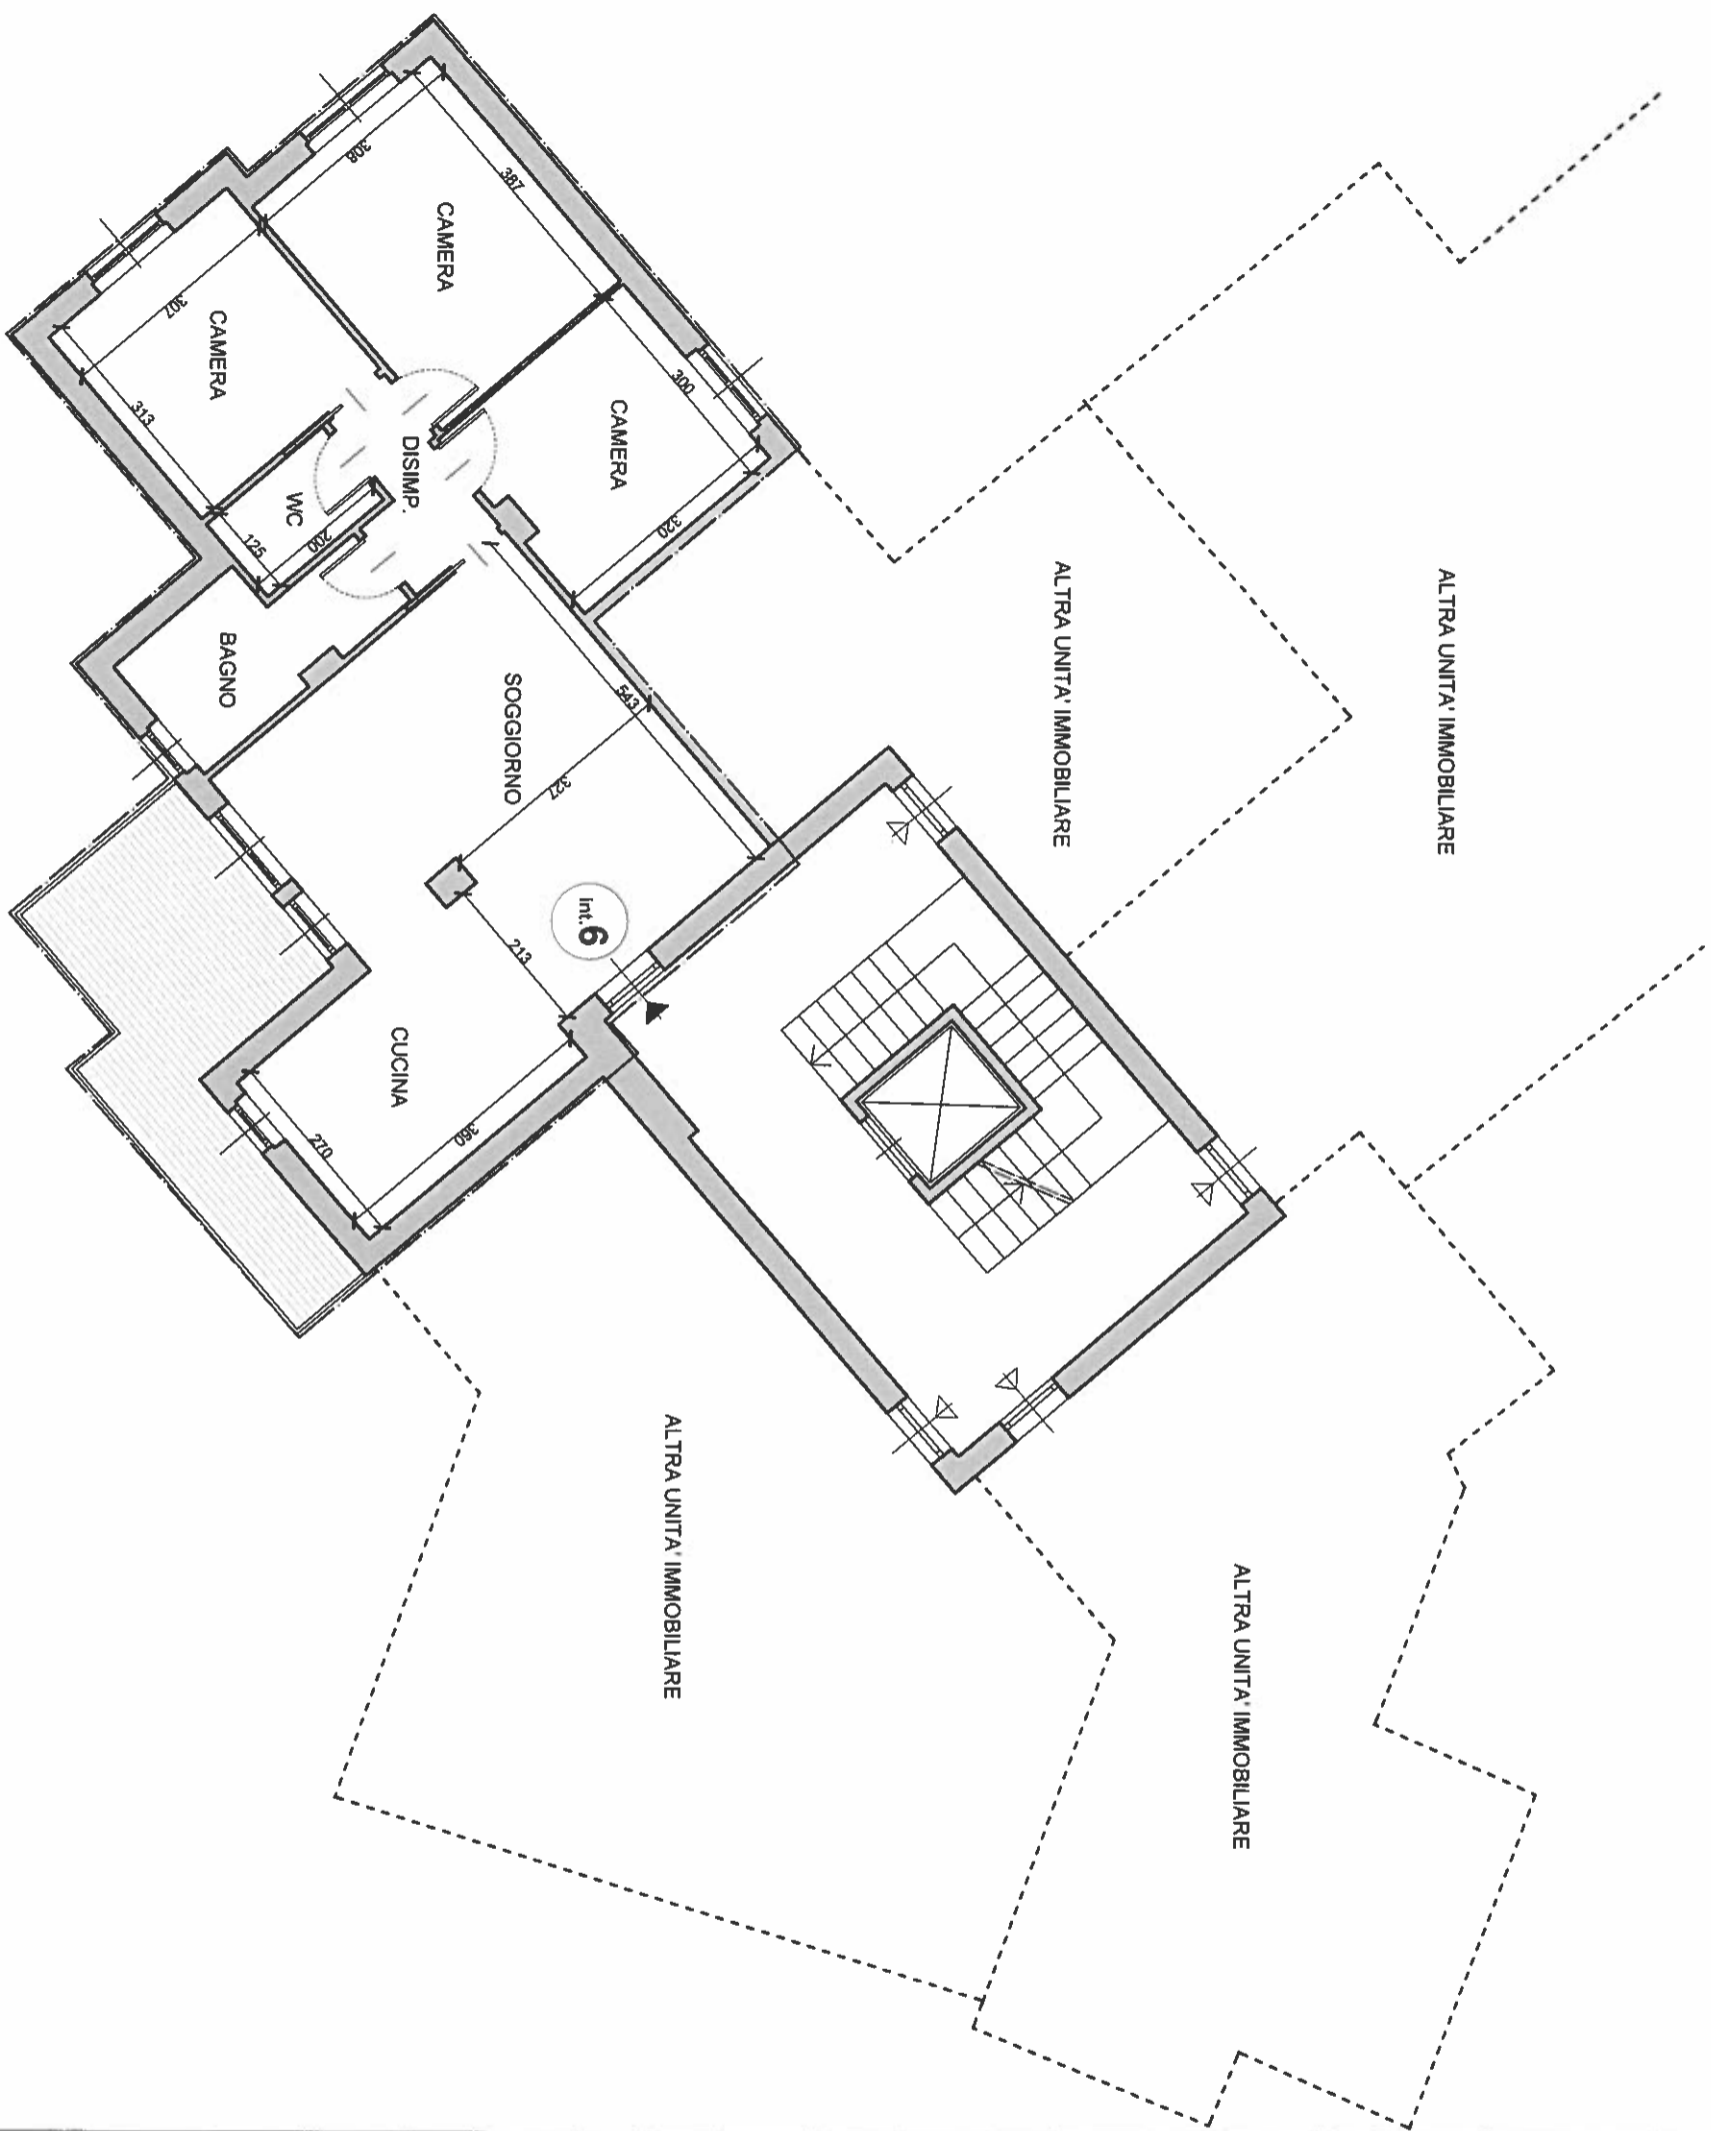 ALTRA UNITA' IMMOBILIARE
ALTRA UNITA' IMMOBILIARE
ALTRA UNITA' IMMOBILIARE
ALTRA UNITA' IMMOBILIARE
CAMERA
308
387
CAMERA
300
320
CAMERA
307
313
DISIMP.
WC
125
200
BAGNO
SOGGIORNO
543
327
213
int.6
CUCINA
360
270